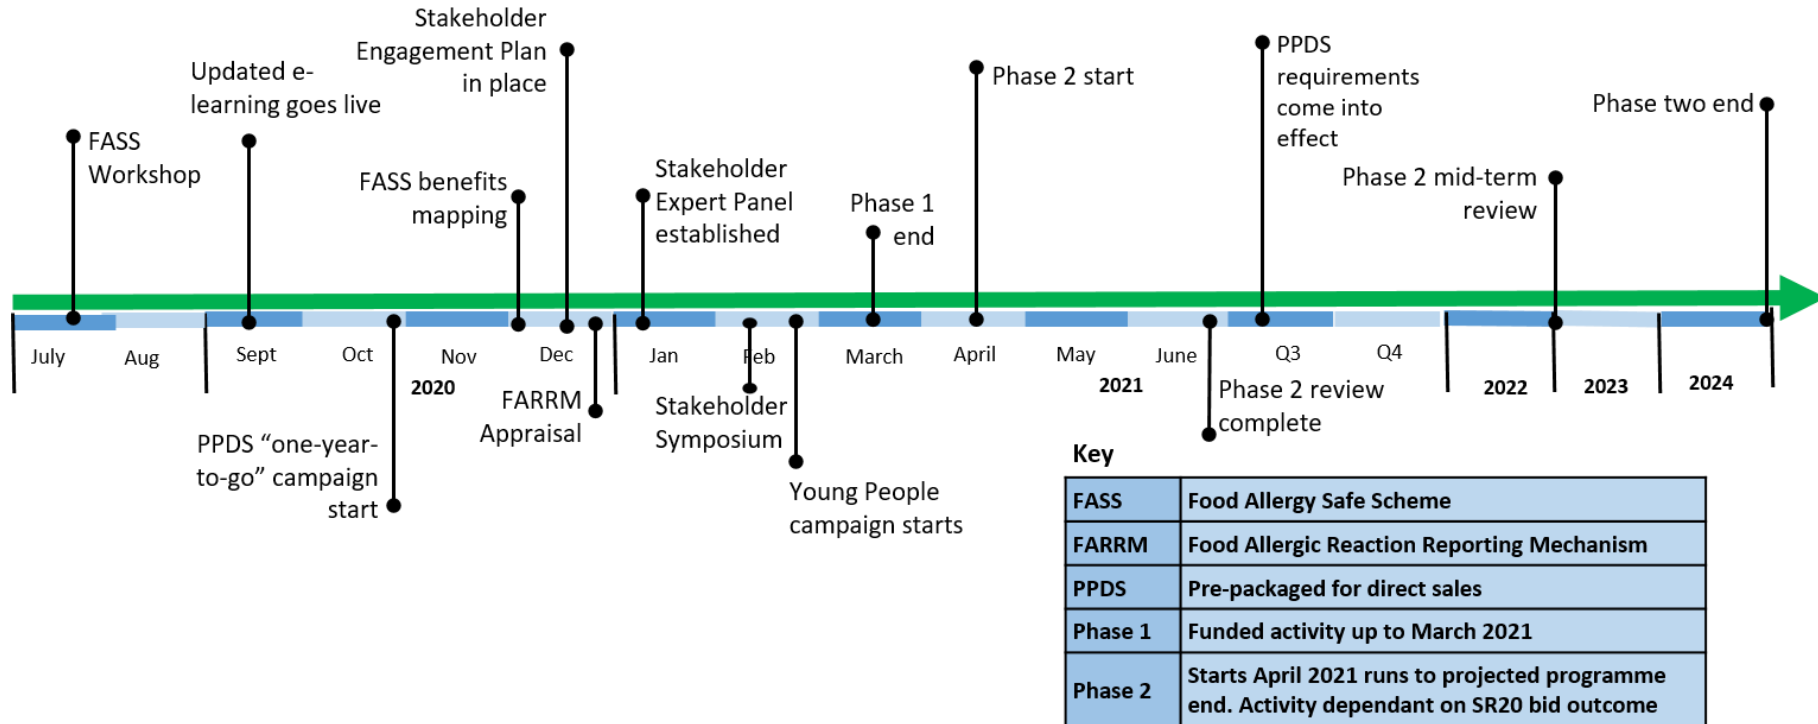 Stakeholder
Engagement Plan
in place
Updated e-
learning goes live
FASS
Workshop
FASS benefits
mapping
Stakeholder
Expert Panel
established
Phase 1
end
Phase 2 start
PPDS
requirements
come into
effect
Phase 2 mid-term
review
Phase two end
July
Aug
Sept
Oct
Nov
Dec
Jan
Feb
March
April
May
June
Q3
Q4
2020
2021
2022
2023
2024
PPDS “one-year-
to-go” campaign
start
FARRM
Appraisal
Stakeholder
Symposium
Young People
campaign starts
Phase 2 review
complete
Key
FASS Food Allergy Safe Scheme
FARRM Food Allergic Reaction Reporting Mechanism
PPDS Pre-packaged for direct sales
Phase 1 Funded activity up to March 2021
Phase 2 Starts April 2021 runs to projected programme
end. Activity dependant on SR20 bid outcome